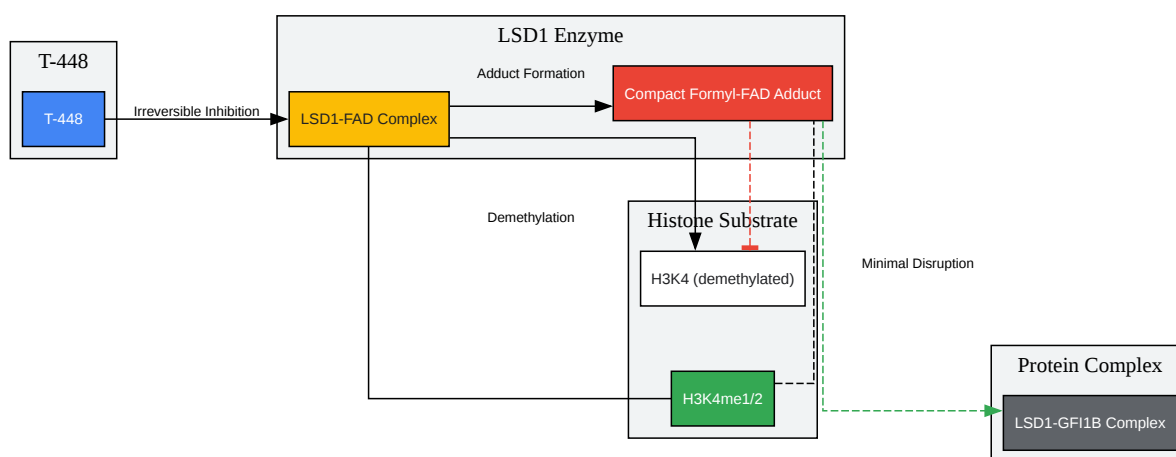 LSD1 Enzyme
T-448
Adduct Formation
Compact Formyl-FAD Adduct
T-448
Irreversible Inhibition
LSD1-FAD Complex
Demethylation
Histone Substrate
Minimal Disruption
H3K4 (demethylated)
Protein Complex
H3K4me1/2
LSD1-GFI1B Complex